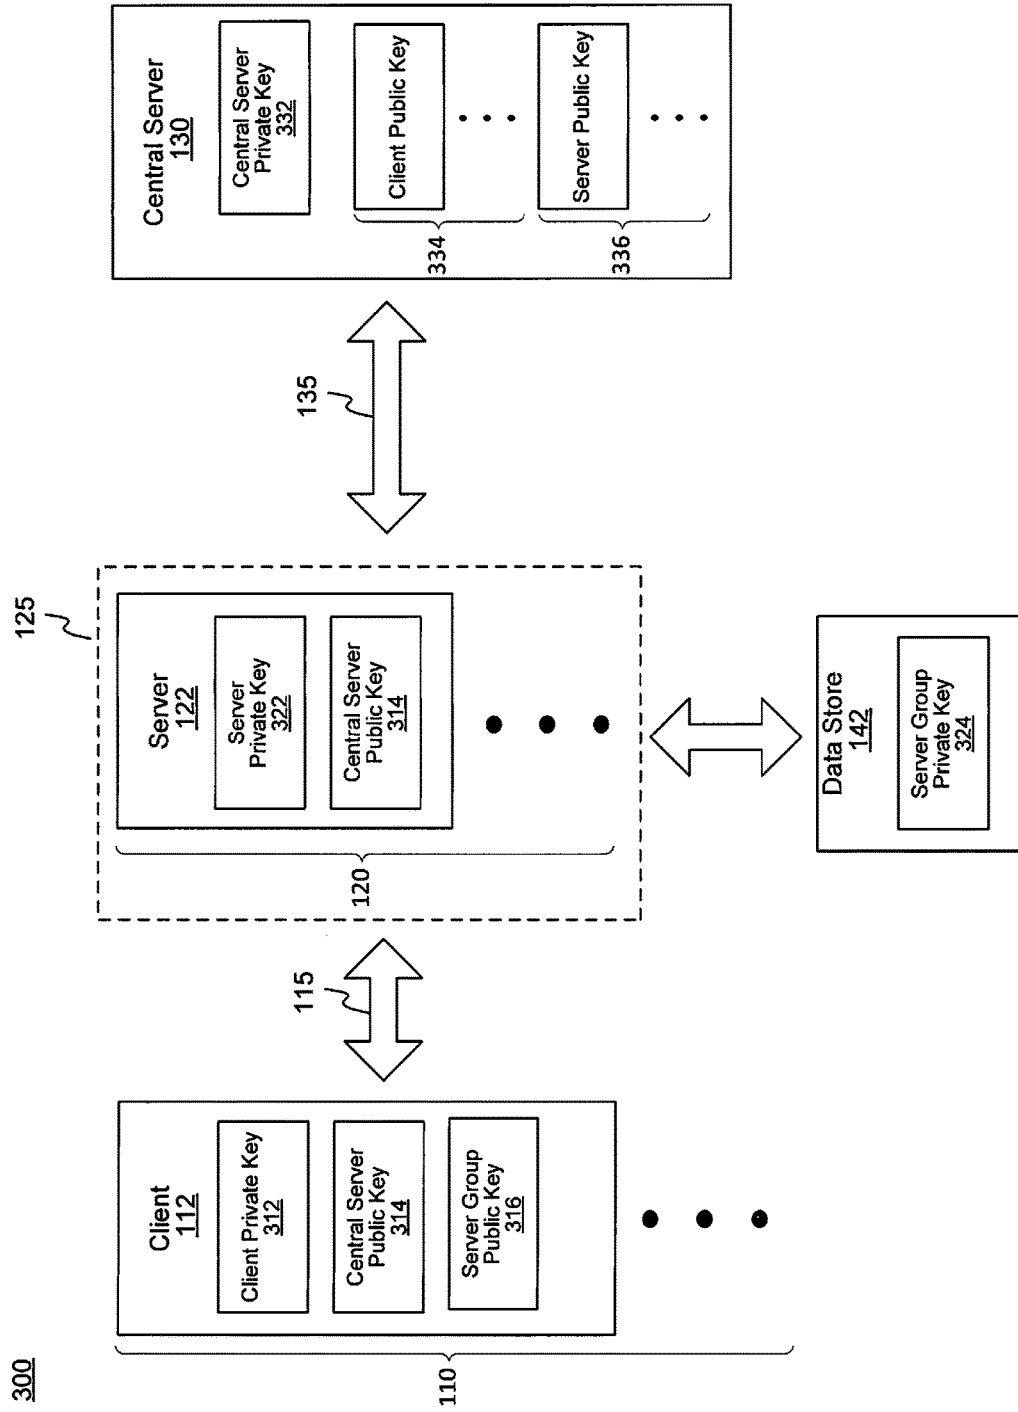 300
Client
112
Client Private Key
312
Central Server
Public Key
314
Server Group
Public Key
316
110
115
125
Server
122
Server
Private Key
322
Central Server
Public Key
314
120
Data Store
142
Server Group
Private Key
324
135
Central Server
130
Central Server
Private Key
332
Client Public Key
334
Server Public Key
336